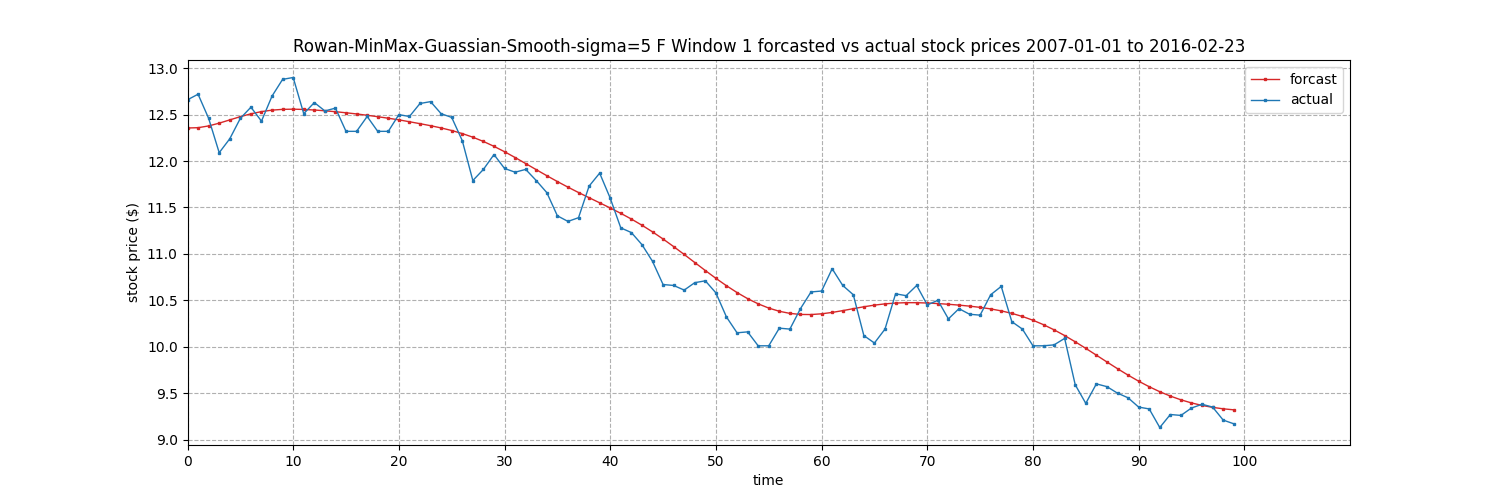 Rowan-MinMax-Guassian-Smooth-sigma=5 F Window 1 forcasted vs actual stock prices 2007-01-01 to 2016-02-23
forcast
actual
stock price ($)
13.0
12.5
12.0
11.5
11.0
10.5
10.0
9.5
9.0
0 10 20 30 40 50 60 70 80 90 100
time